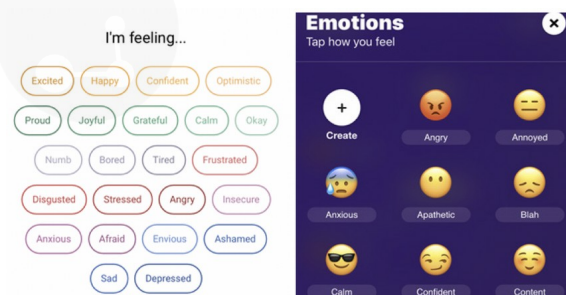 I'm feeling...
Excited Happy Confident Optimistic
Proud Joyful Grateful Calm Okay
Numb Bored Tired Frustrated
Disgusted Stressed Angry Insecure
Anxious Afraid Envious Ashamed
Sad Depressed
Emotions
Tap how you feel
Create Angry Annoyed
Anxious Apathetic Blah
Calm Confident Content